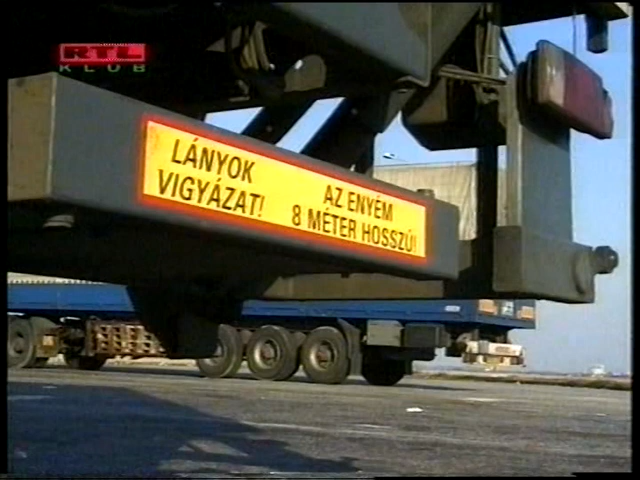 RTL
KLUB
LÁNYOK
VIGYÁZAT!
AZ ENYÉM
8 MÉTER HOSSZÚ!